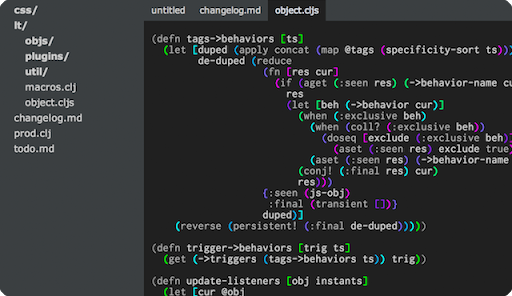 css/
lt/
objs/
plugins/
util/
macros.clj
object.cljs
changelog.md
prod.clj
todo.md
untitled changelog.md object.cljs
(defn tags->behaviors [ts]
(let [duped (apply concat (map @tags (specificity-sort ts)))
de-duped (reduce
(fn [res cur]
(if (aget (:seen res) (->behavior-name cur
res
(let [beh (->behavior cur)]
(when (:exclusive beh)
(when (coll? (:exclusive beh))
(doseq [exclude (:exclusive beh)]
(aset (:seen res) exclude true)
(aset (:seen res) (->behavior-name
(conj! (:final res) cur)
res)))
{:seen (js-obj)
:final (transient [])}
duped)]
(reverse (persistent! (:final de-duped)))))
(defn trigger->behaviors [trig ts]
(get (->triggers (tags->behaviors ts)) trig))
(defn update-listeners [obj instants]
(let [cur @obj